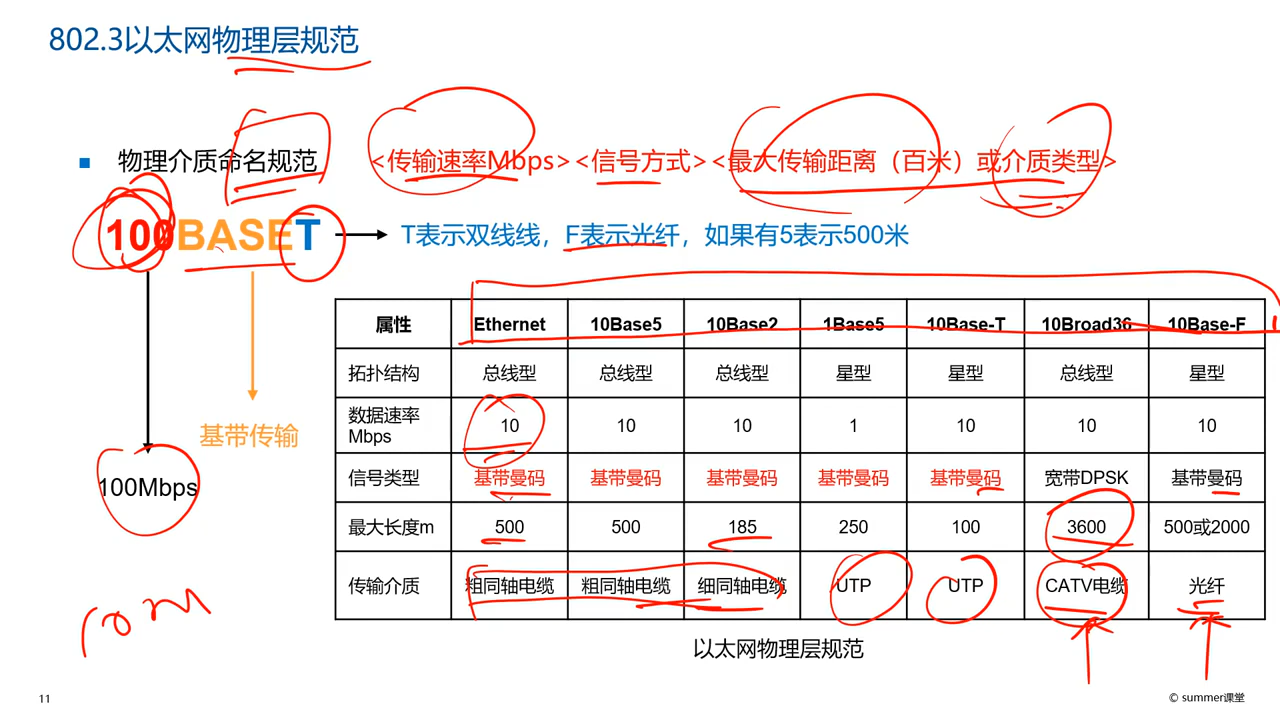 802.3以太网物理层规范
■ 物理介质命名规范 <传输速率Mbps><信号方式><最大传输距离（百米）或介质类型>
100BASET T表示双线线，F表示光纤，如果有5表示500米
属性 Ethernet 10Base5 10Base2 1Base5 10Base-T 10Broad36 10Base-F
拓扑结构 总线型 总线型 总线型 星型 星型 总线型 星型
数据速率
Mbps 10 10 10 1 10 10 10
基带传输
信号类型 基带曼码 基带曼码 基带曼码 基带曼码 基带曼码 宽带DPSK 基带曼码
100Mbps
最大长度m 500 500 185 250 100 3600 500或2000
传输介质 粗同轴电缆 粗同轴电缆 细同轴电缆 UTP UTP CATV电缆 光纤
10M
以太网物理层规范
11
© summer课堂